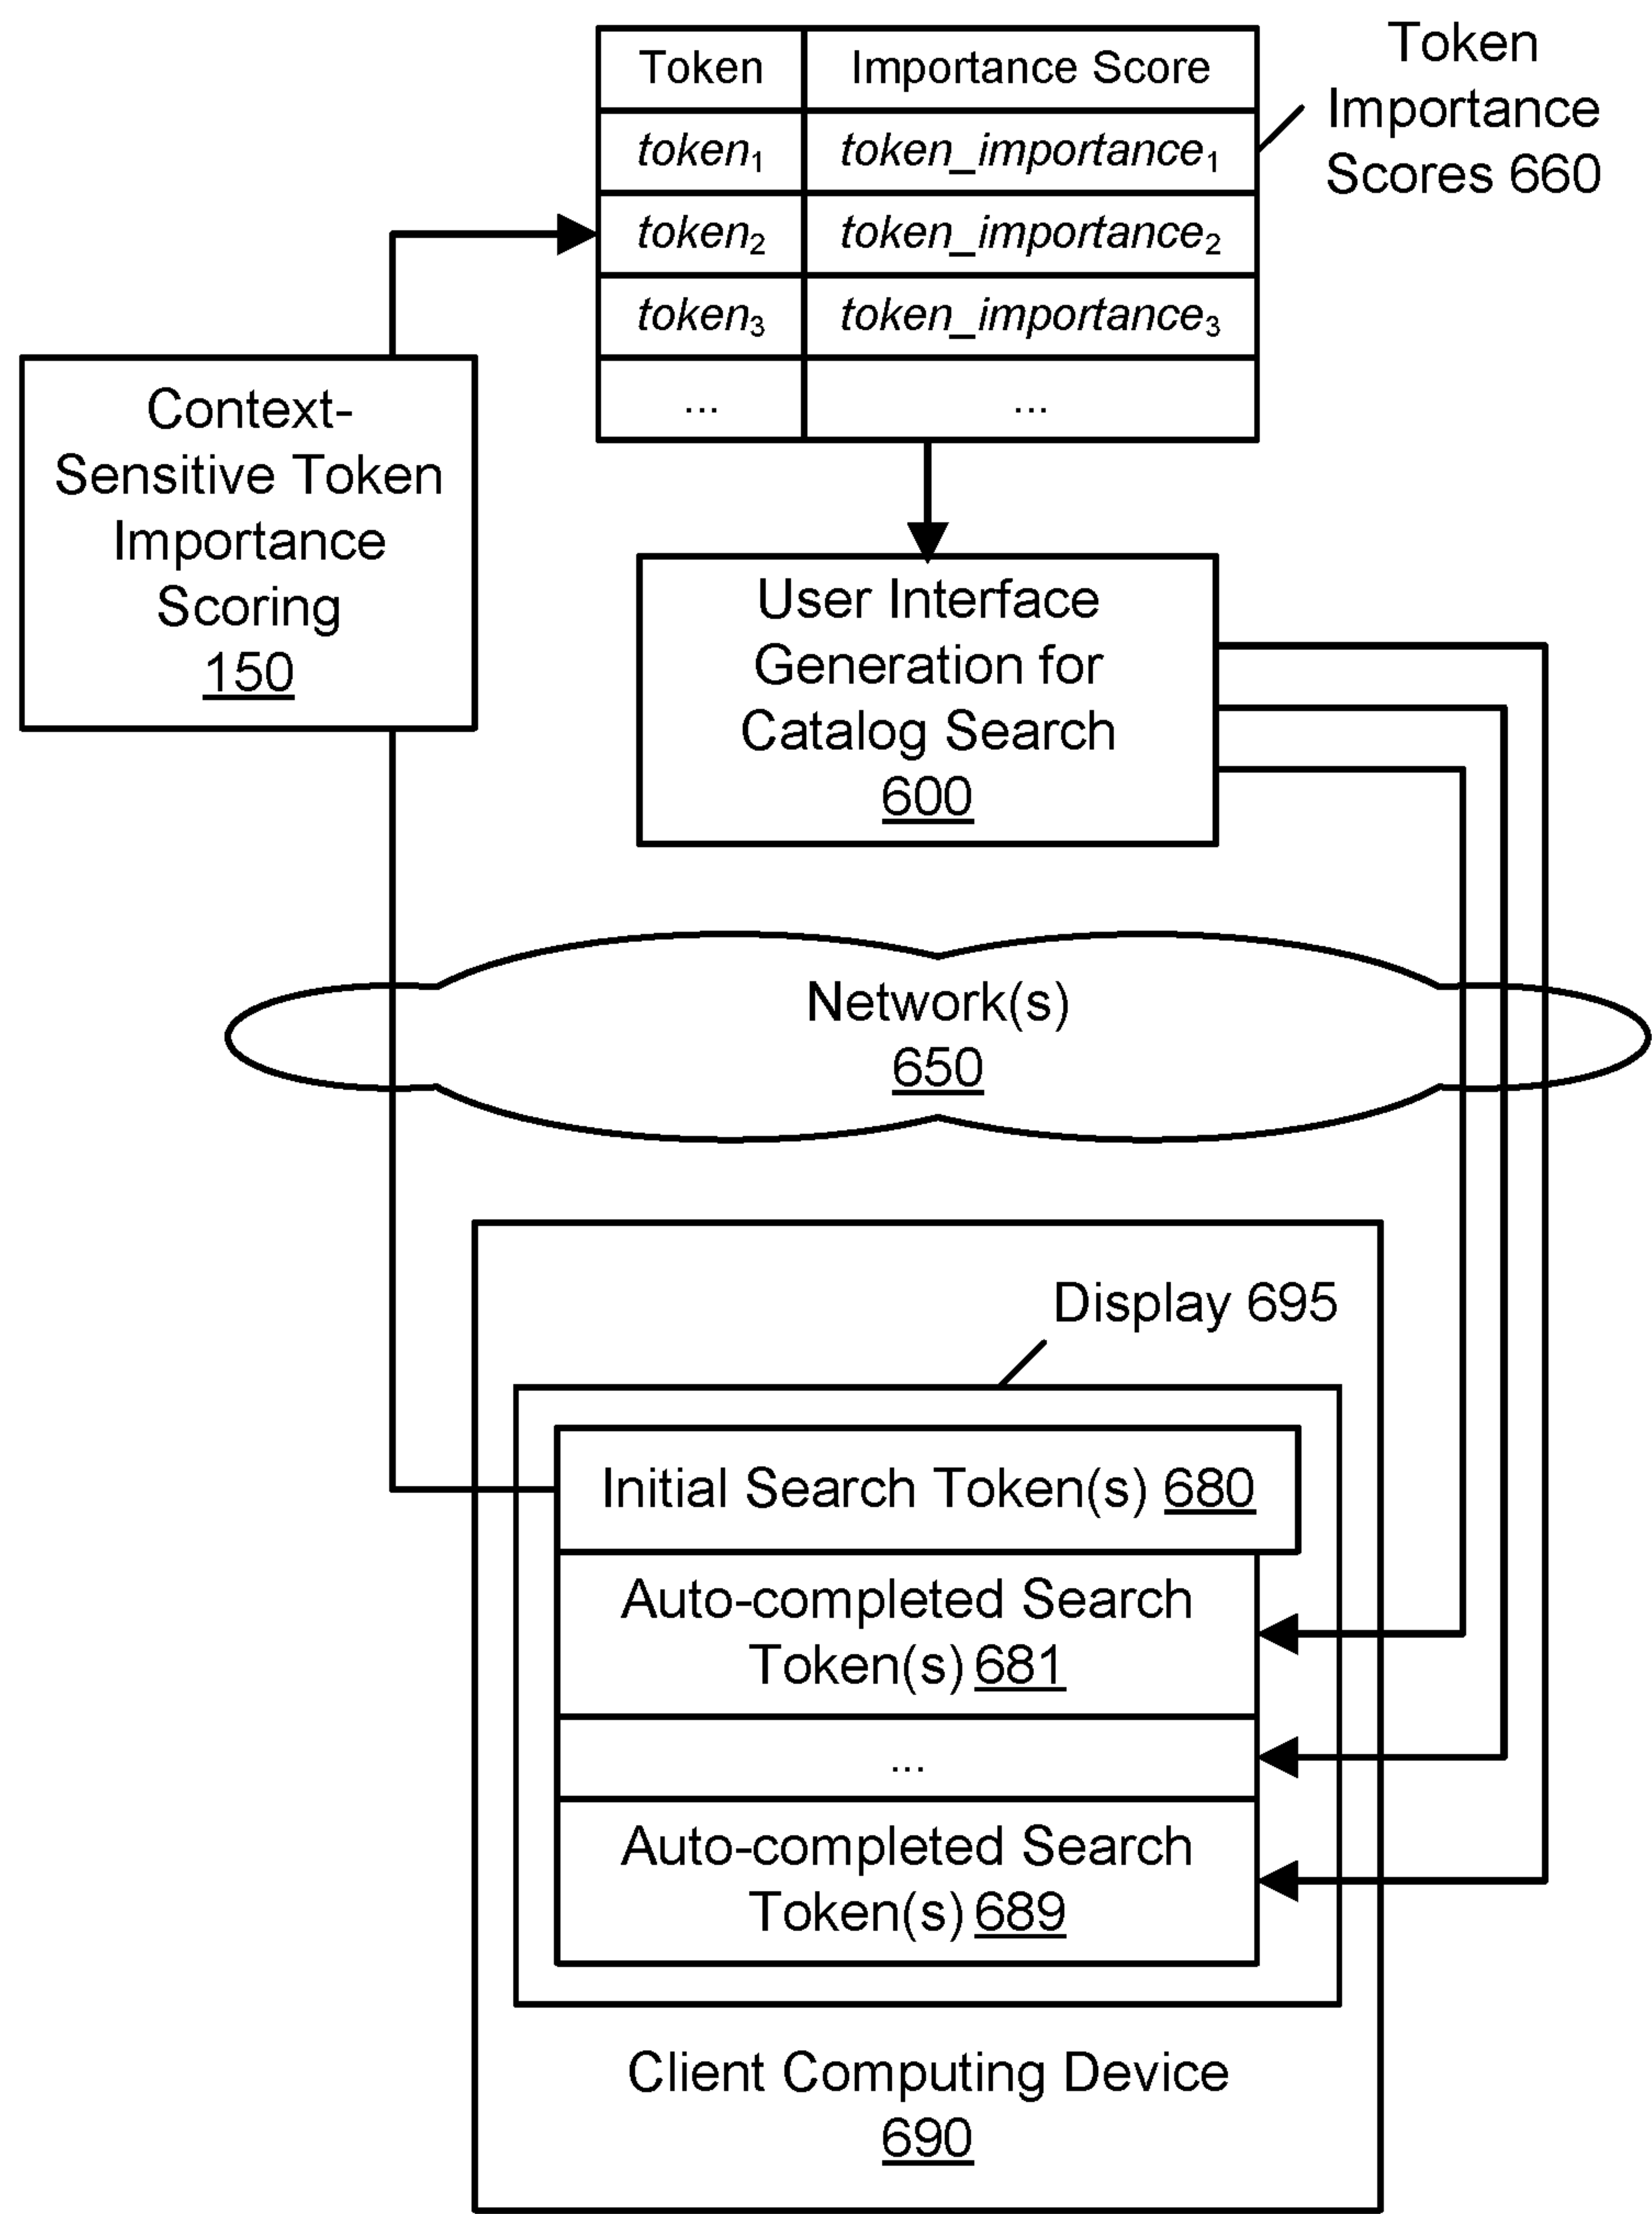 Token Importance Score
token1 token_importance1
token2 token_importance2
token3 token_importance3
... ...
Token
Importance
Scores 660
Context-
Sensitive Token
Importance
Scoring
150
User Interface
Generation for
Catalog Search
600
Network(s)
650
Display 695
Initial Search Token(s) 680
Auto-completed Search
Token(s) 681
...
Auto-completed Search
Token(s) 689
Client Computing Device
690